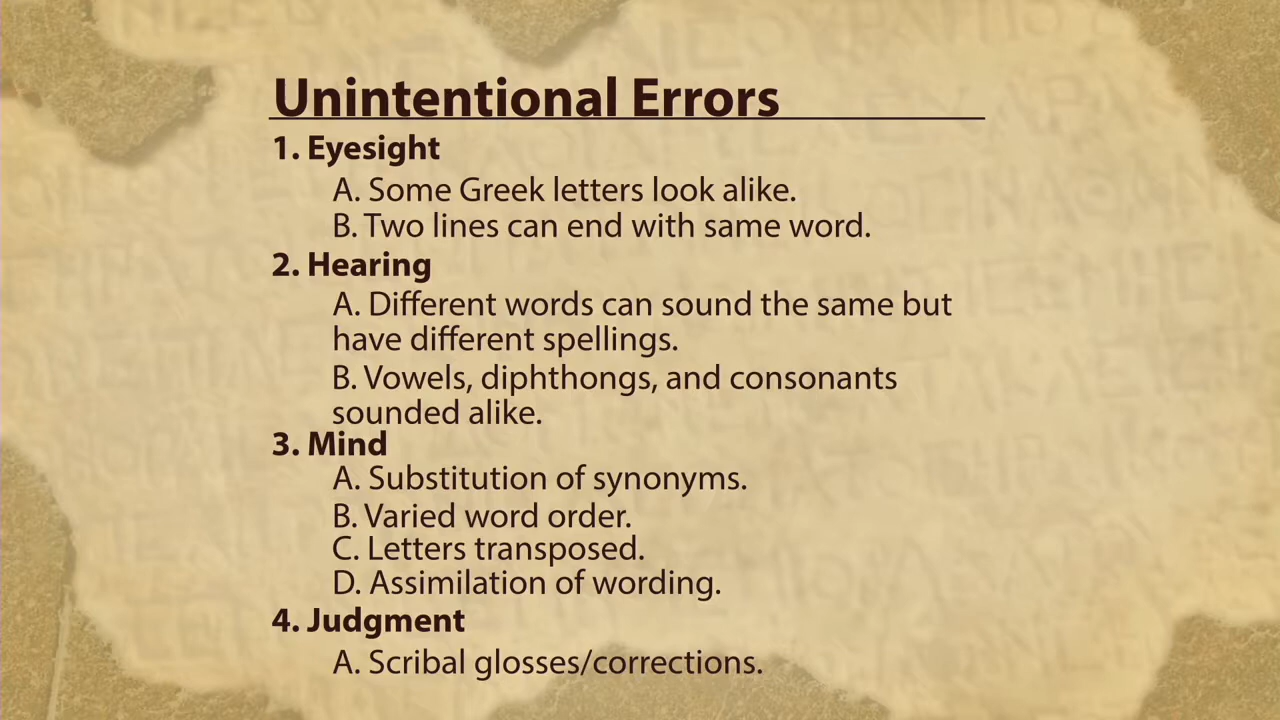 Unintentional Errors
1. Eyesight
A. Some Greek letters look alike.
B. Two lines can end with same word.
2. Hearing
A. Different words can sound the same but
have different spellings.
B. Vowels, diphthongs, and consonants
sounded alike.
3. Mind
A. Substitution of synonyms.
B. Varied word order.
C. Letters transposed.
D. Assimilation of wording.
4. Judgment
A. Scribal glosses/corrections.